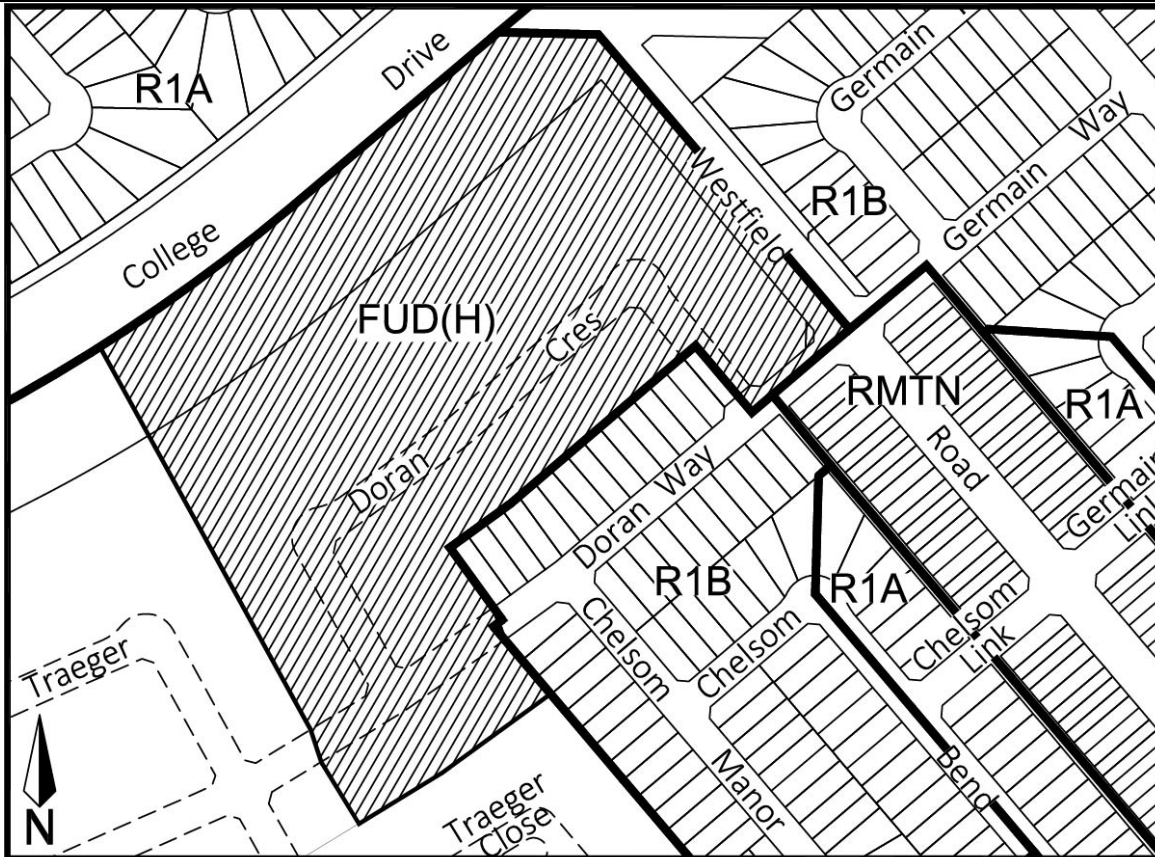 R1A
College Drive
Germain
Germain Way
Westfield
R1B
FUD(H)
Doran Cres
RMTN
R1A
Road
Germain
Link
Doran Way
R1B
R1A
Chelsom
Chelsom
Chelsom
Link
Manor
Bend
Traeger
Traeger
Close
N